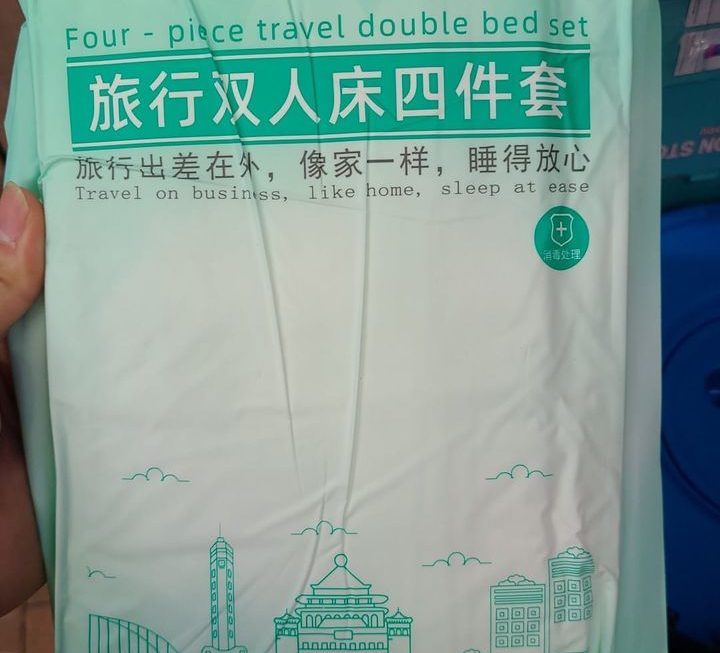 Four - piece travel double bed set
旅行双人床四件套
旅行出差在外，像家一样，睡得放心
Travel on business, like home, sleep at ease
消毒处理